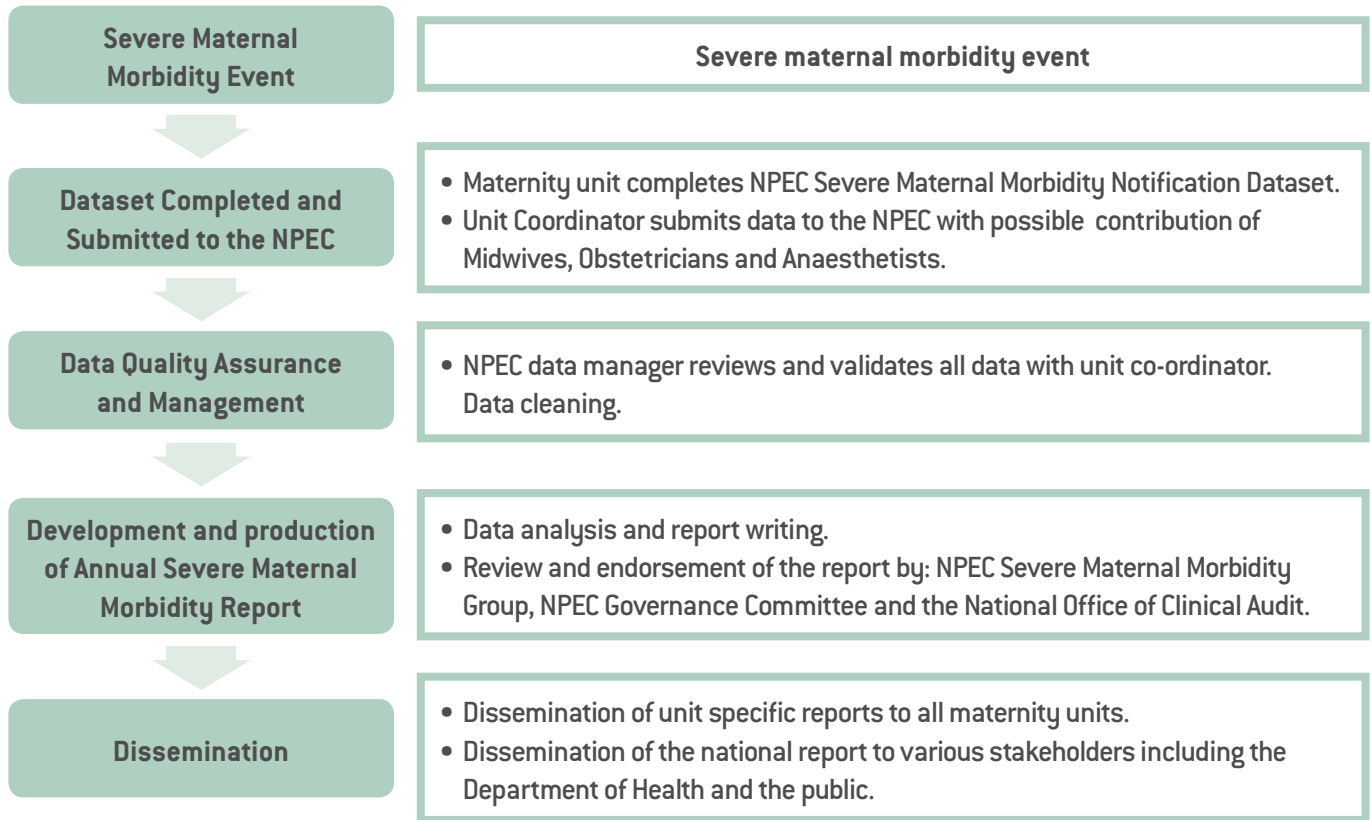 Severe Maternal
Morbidity Event
Severe maternal morbidity event
Dataset Completed and
Submitted to the NPEC
• Maternity unit completes NPEC Severe Maternal Morbidity Notification Dataset.
• Unit Coordinator submits data to the NPEC with possible contribution of
Midwives, Obstetricians and Anaesthetists.
Data Quality Assurance
and Management
• NPEC data manager reviews and validates all data with unit co-ordinator.
Data cleaning.
Development and production
of Annual Severe Maternal
Morbidity Report
• Data analysis and report writing.
• Review and endorsement of the report by: NPEC Severe Maternal Morbidity
Group, NPEC Governance Committee and the National Office of Clinical Audit.
Dissemination
• Dissemination of unit specific reports to all maternity units.
• Dissemination of the national report to various stakeholders including the
Department of Health and the public.